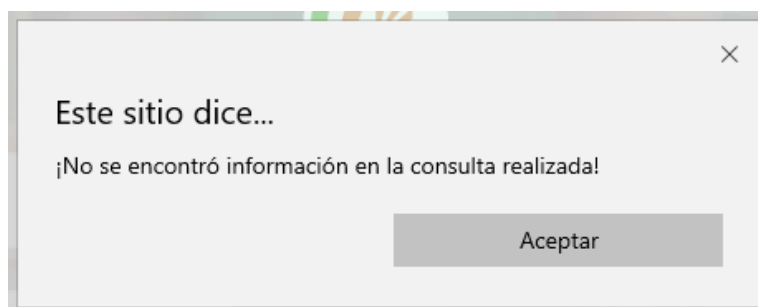 Este sitio dice...
¡No se encontró información en la consulta realizada!
Aceptar